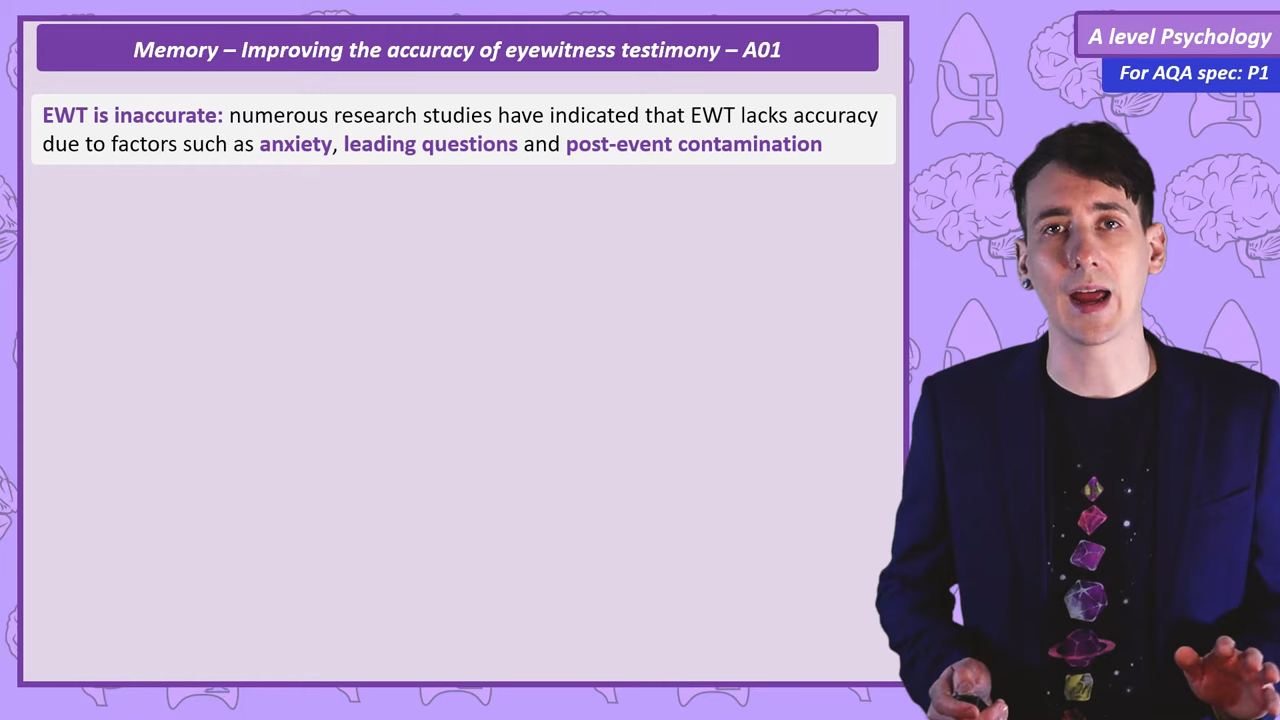 Memory – Improving the accuracy of eyewitness testimony – A01
A level Psychology
For AQA spec: P1
EWT is inaccurate: numerous research studies have indicated that EWT lacks accuracy
due to factors such as anxiety, leading questions and post-event contamination